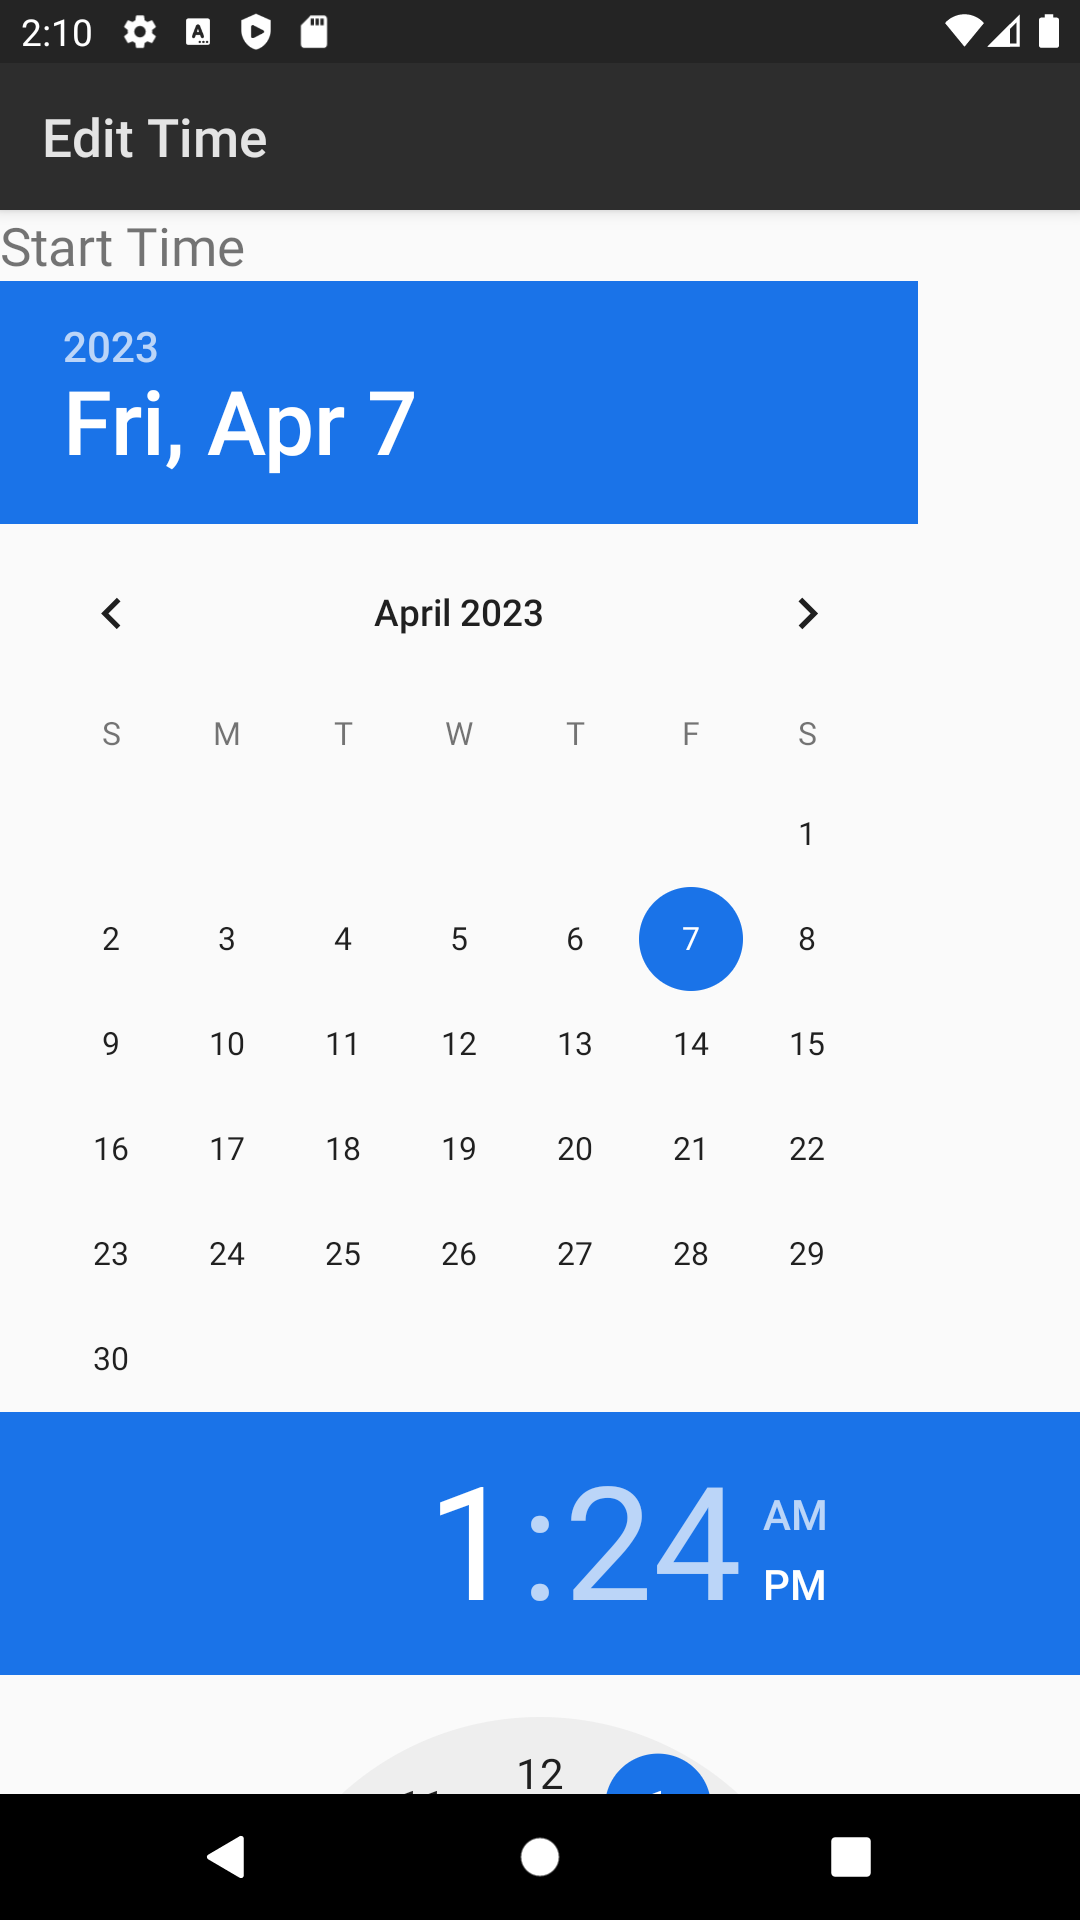 2:10
Edit Time
Start Time
2023
Fri, Apr 7
April 2023
S M T W T F S
1
2 3 4 5 6 7 8
9 10 11 12 13 14 15
16 17 18 19 20 21 22
23 24 25 26 27 28 29
30
1:24 AM
PM
12